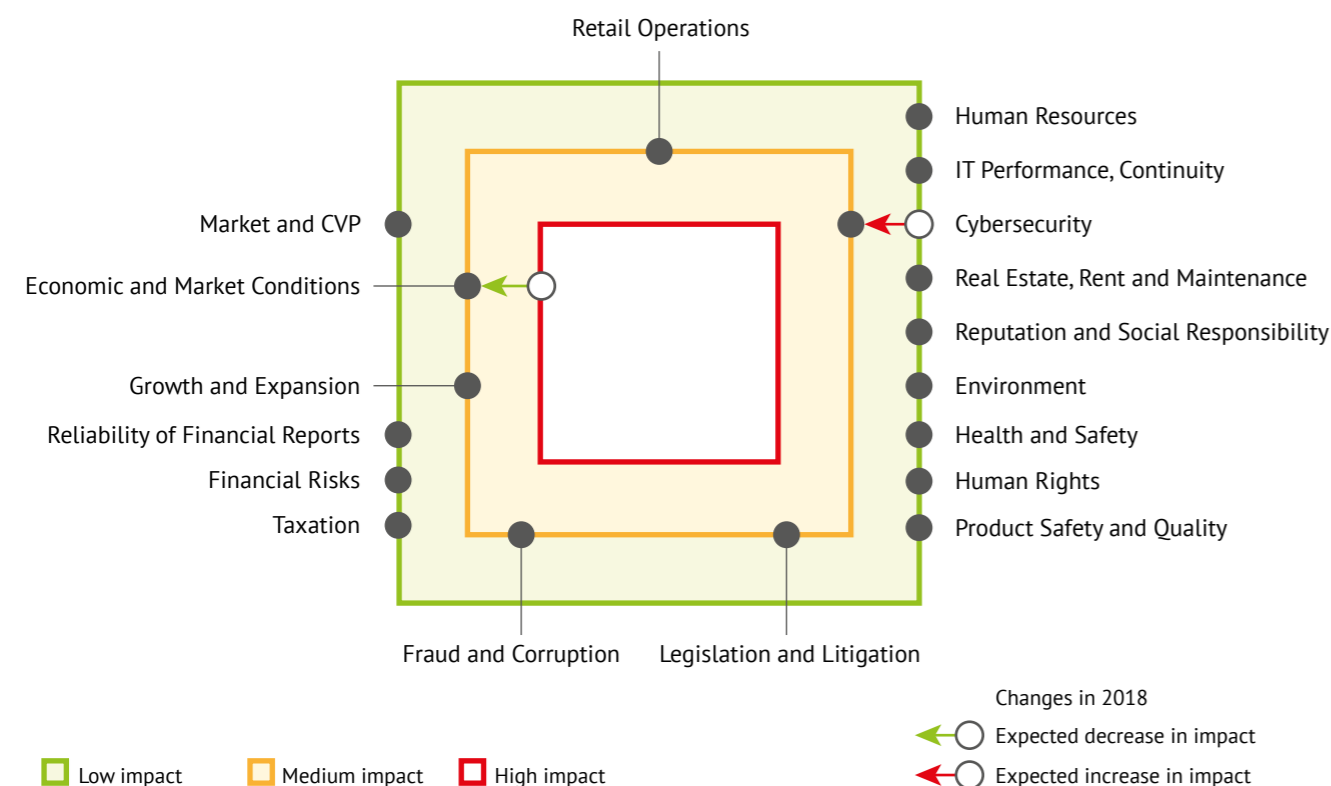 Retail Operations
Human Resources
IT Performance, Continuity
Market and CVP
Cybersecurity
Economic and Market Conditions
Real Estate, Rent and Maintenance
Reputation and Social Responsibility
Growth and Expansion
Environment
Reliability of Financial Reports
Health and Safety
Financial Risks
Human Rights
Taxation
Product Safety and Quality
Fraud and Corruption
Legislation and Litigation
Changes in 2018
Expected decrease in impact
Low impact
Medium impact
High impact
Expected increase in impact